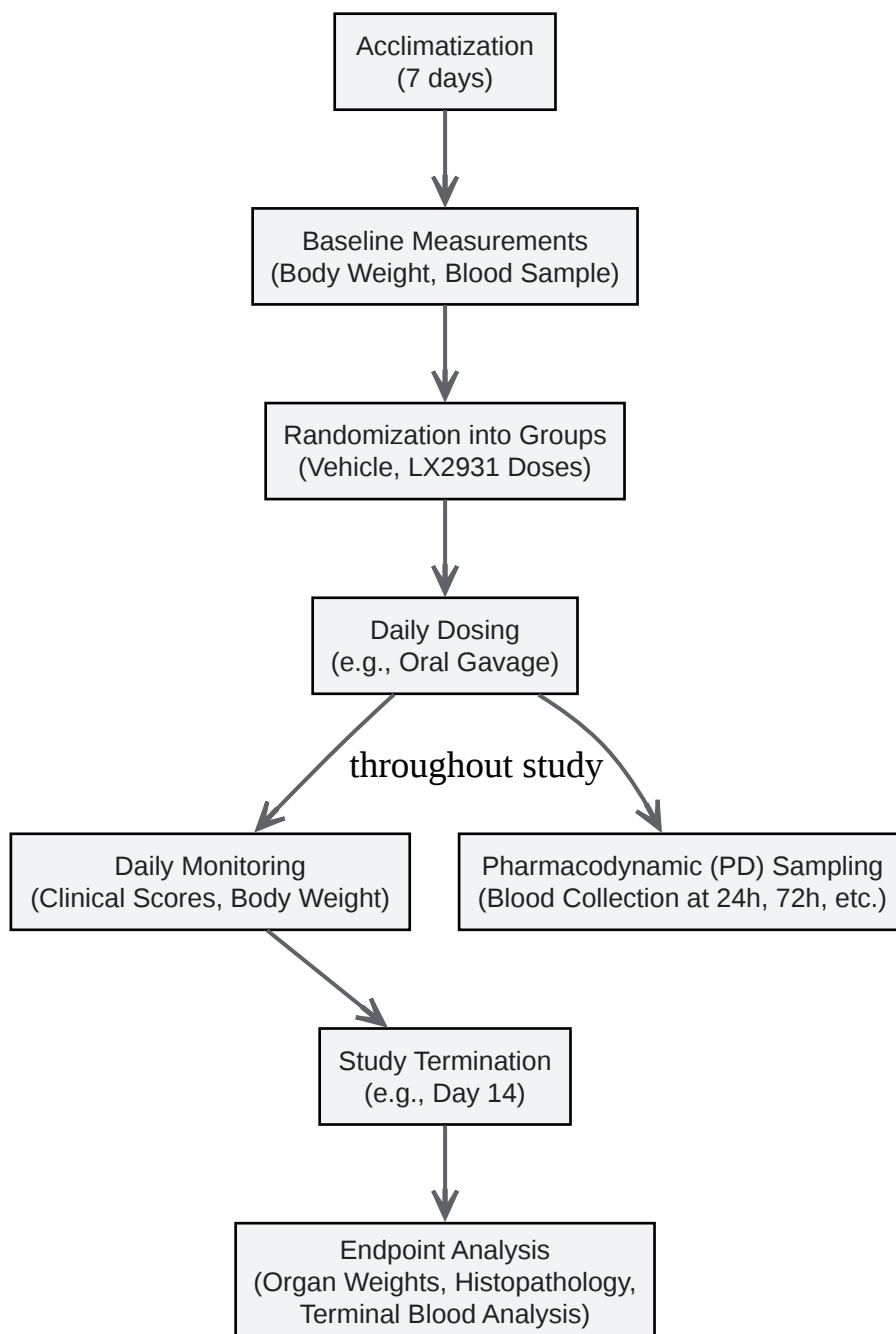 Acclimatization
(7 days)
Baseline Measurements
(Body Weight, Blood Sample)
Randomization into Groups
(Vehicle, LX2931 Doses)
Daily Dosing
(e.g., Oral Gavage)
throughout study
Daily Monitoring
(Clinical Scores, Body Weight)
Pharmacodynamic (PD) Sampling
(Blood Collection at 24h, 72h, etc.)
Study Termination
(e.g., Day 14)
Endpoint Analysis
(Organ Weights, Histopathology,
Terminal Blood Analysis)